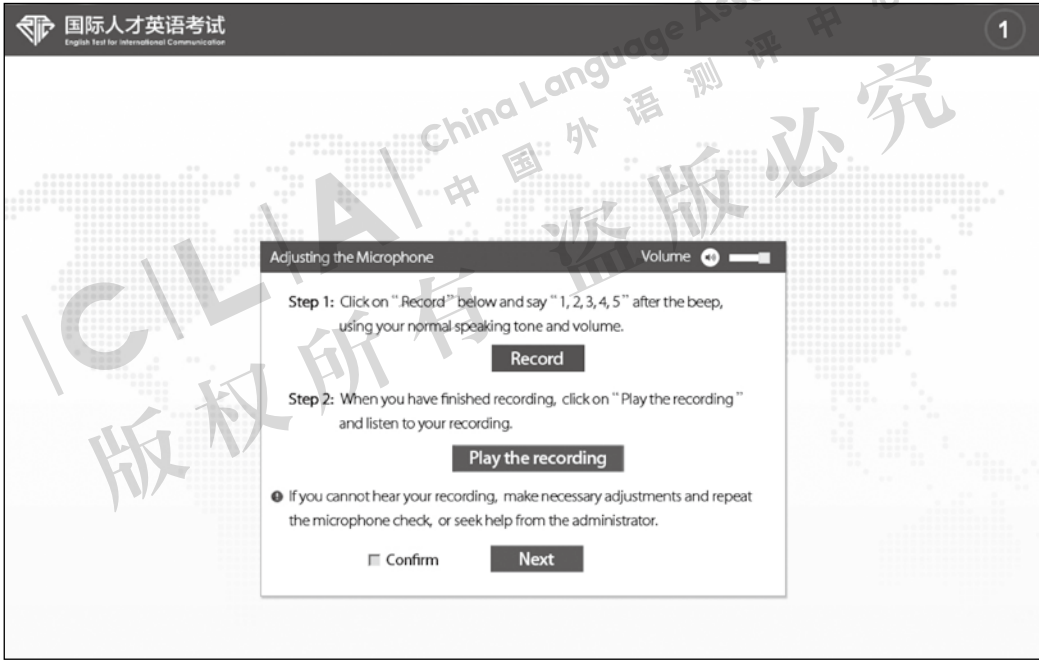 国际人才英语考试
English Test for International Communication
1
Adjusting the Microphone
Volume
Step 1: Click on "Record" below and say "1, 2, 3, 4, 5" after the beep,
using your normal speaking tone and volume.
Record
Step 2: When you have finished recording, click on "Play the recording"
and listen to your recording.
Play the recording
If you cannot hear your recording, make necessary adjustments and repeat
the microphone check, or seek help from the administrator.
Confirm
Next
CLA
China Language
中国外语测评中
版权所有 盗版必究